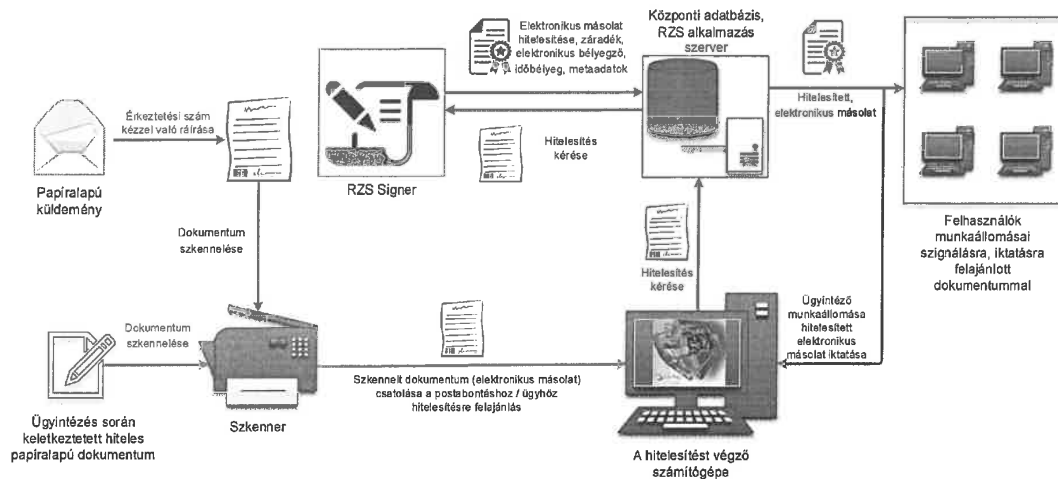 Elektronikus másolat
hitelesítése, záradék,
elektronikus bélyegző,
időbélyeg, metaadatok
Központi adatbázis,
RZS alkalmazás
szerver
Érkeztetési szám
kézzel való ráírása
Hitelesített,
elektronikus másolat
Hitelesítés
kérése
Papíralapú
küldemény
RZS Signer
Felhasználók
munkaállomásai
szignálásra, iktatásra
felajánlott
dokumentummal
Dokumentum
szkennelése
Hitelesítés
kérése
Ügyintéző
munkaállomása
hitelesített
elektronikus
másolat iktatása
Dokumentum
szkennelése
Szkennelt dokumentum (elektronikus másolat)
csatolása a postabontáshoz / ügyhöz
hitelesítésre felajánlás
Ügyintézés során
keletkeztetett hiteles
papíralapú dokumentum
Szkenner
A hitelesítést végző
számítógépe